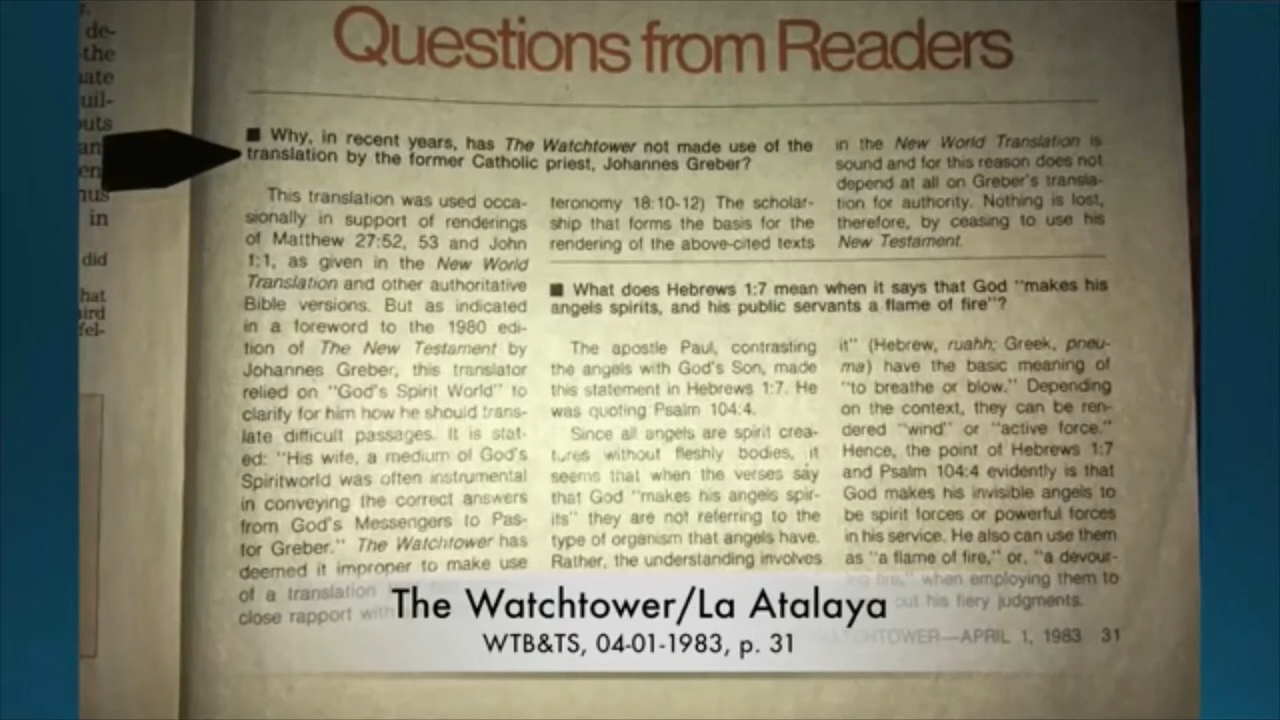 de-
-the
uate
uil-
outs
an
en
nus
in
did
hat
ird
fel-
Questions from Readers
■ Why, in recent years, has The Watchtower not made use of the
translation by the former Catholic priest, Johannes Greber?
This translation was used occa-
sionally in support of renderings
of Matthew 27:52, 53 and John
1:1, as given in the New World
Translation and other authoritative
Bible versions. But as indicated
in a foreword to the 1980 edi-
tion of The New Testament by
Johannes Greber, this translator
relied on "God's Spirit World" to
clarify for him how he should trans-
late difficult passages. It is stat-
ed: "His wife, a medium of God's
Spiritworld was often instrumental
in conveying the correct answers
from God's Messengers to Pas-
tor Greber." The Watchtower has
deemed it improper to make use
of a translation
close rapport with
teronomy 18:10-12) The scholar-
ship that forms the basis for the
rendering of the above-cited texts
in the New World Translation is
sound and for this reason does not
depend at all on Greber's transla-
tion for authority. Nothing is lost,
therefore, by ceasing to use his
New Testament.
■ What does Hebrews 1:7 mean when it says that God "makes his
angels spirits, and his public servants a flame of fire"?
The apostle Paul, contrasting
the angels with God's Son, made
this statement in Hebrews 1:7. He
was quoting Psalm 104:4.
Since all angels are spirit crea-
tures without fleshly bodies, it
seems that when the verses say
that God "makes his angels spir-
its" they are not referring to the
type of organism that angels have.
Rather, the understanding involves
it" (Hebrew, ruahh; Greek, pneu-
ma) have the basic meaning of
"to breathe or blow." Depending
on the context, they can be ren-
dered "wind" or "active force."
Hence, the point of Hebrews 1:7
and Psalm 104:4 evidently is that
God makes his invisible angels to
be spirit forces or powerful forces
in his service. He also can use them
as "a flame of fire," or, "a devour-
ing fire," when employing them to
out his fiery judgments.
The Watchtower/La Atalaya
WTB&TS, 04-01-1983, p. 31
CHTOWER—APRIL 1, 1983 31